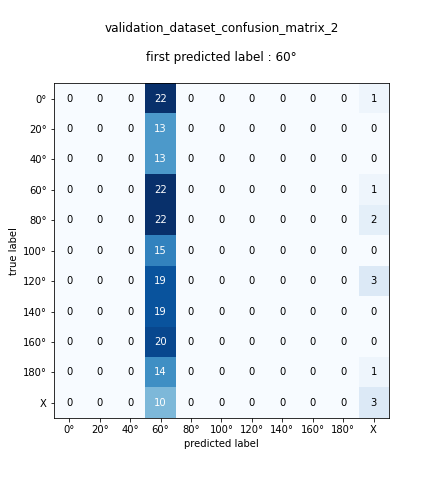 validation_dataset_confusion_matrix_2
first predicted label : 60°
0° 0 0 0 22 0 0 0 0 0 0 1
20° 0 0 0 13 0 0 0 0 0 0 0
40° 0 0 0 13 0 0 0 0 0 0 0
60° 0 0 0 22 0 0 0 0 0 0 1
80° 0 0 0 22 0 0 0 0 0 0 2
100° 0 0 0 15 0 0 0 0 0 0 0
120° 0 0 0 19 0 0 0 0 0 0 3
140° 0 0 0 19 0 0 0 0 0 0 0
160° 0 0 0 20 0 0 0 0 0 0 0
180° 0 0 0 14 0 0 0 0 0 0 1
X 0 0 0 10 0 0 0 0 0 0 3
true label
0° 20° 40° 60° 80° 100° 120° 140° 160° 180° X
predicted label